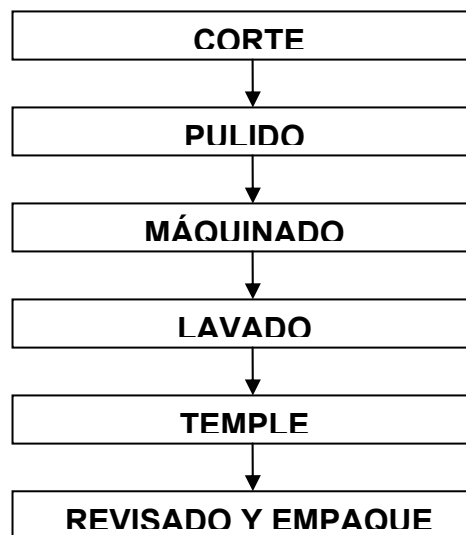 CORTE
PULIDO
MÁQUINADO
LAVADO
TEMPLE
REVISADO Y EMPAQUE